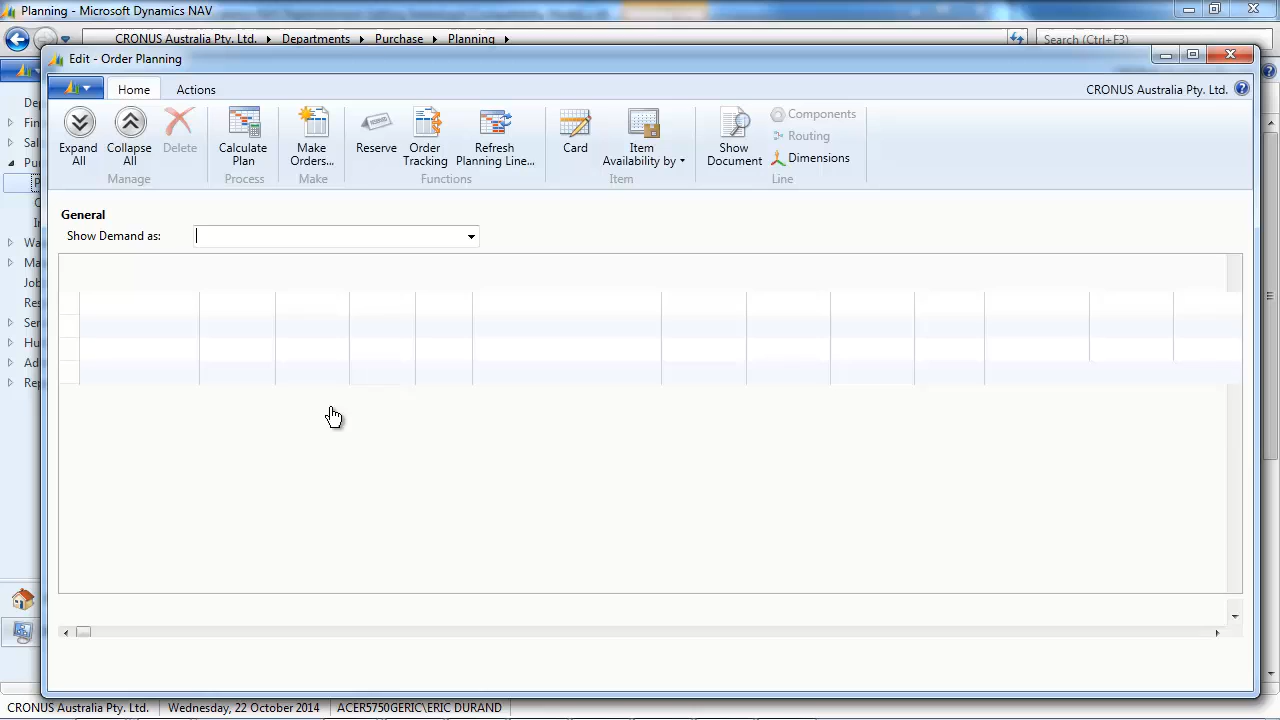 Planning - Microsoft Dynamics NAV
CRONUS Australia Pty. Ltd. Departments Purchase Planning
Search (Ctrl+F3)
Edit - Order Planning
Home Actions
CRONUS Australia Pty. Ltd.
Expand All
Collapse All
Delete
Manage
Calculate Plan
Process
Make Orders...
Make
Reserve
Order Tracking
Refresh Planning Line...
Functions
Card
Item Availability by
Item
Show Document
Components
Routing
Dimensions
Line
General
Show Demand as:
CRONUS Australia Pty. Ltd. Wednesday, 22 October 2014 ACER5750GERIC\ERIC DURAND